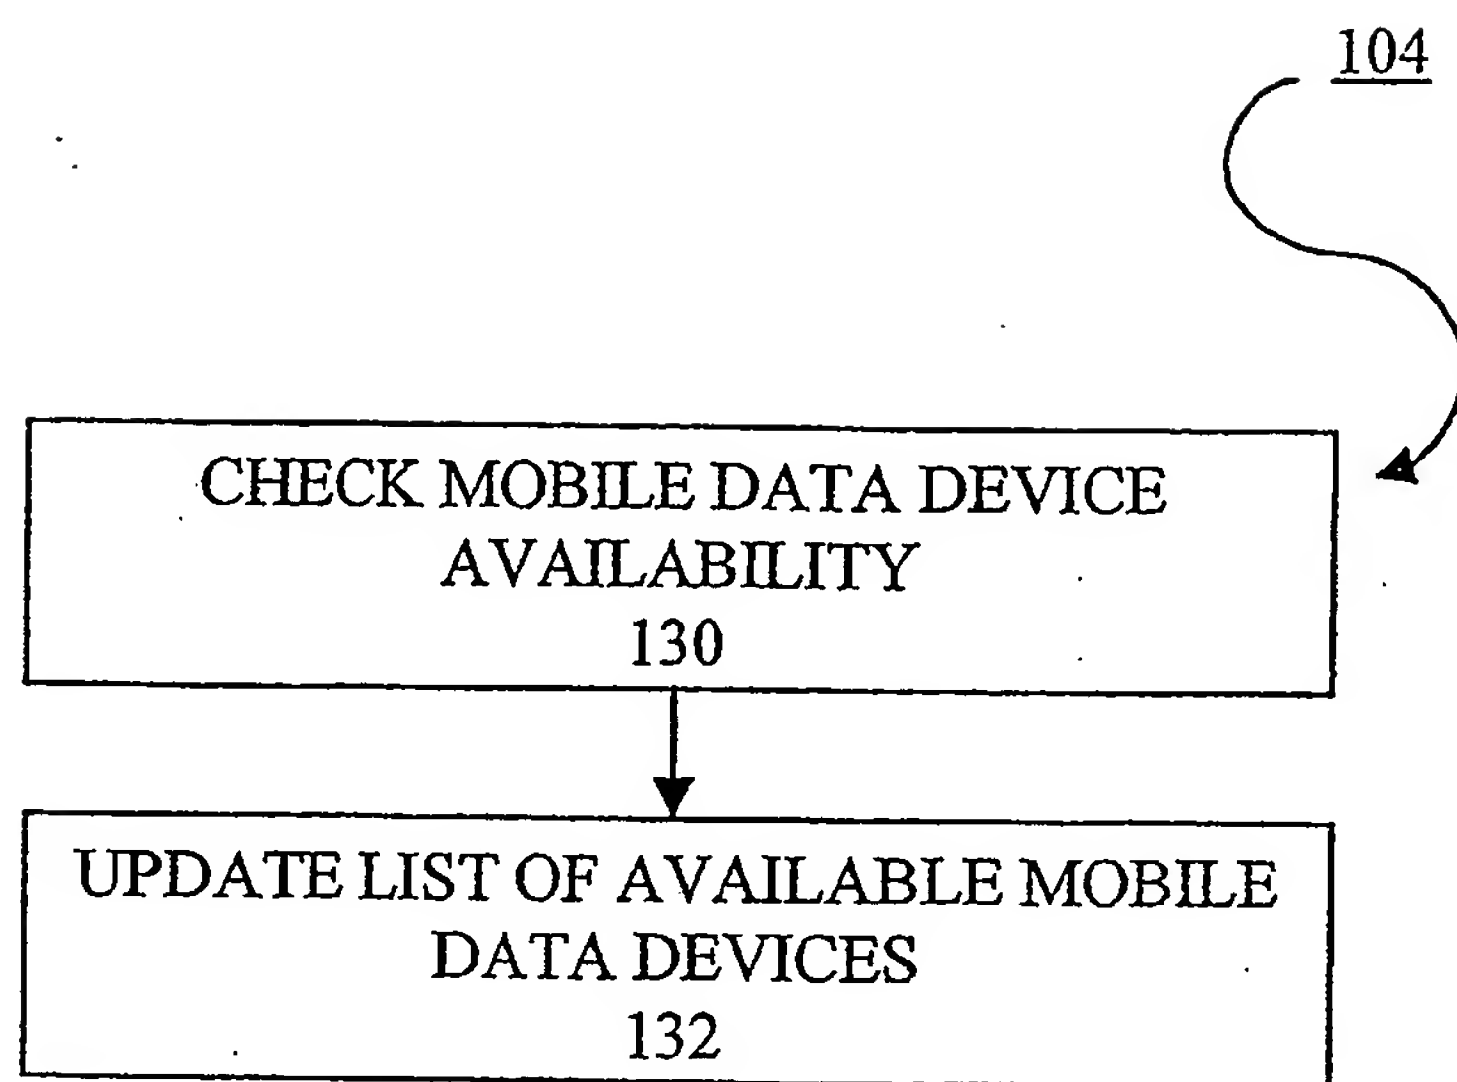 104
CHECK MOBILE DATA DEVICE
AVAILABILITY
130
UPDATE LIST OF AVAILABLE MOBILE
DATA DEVICES
132